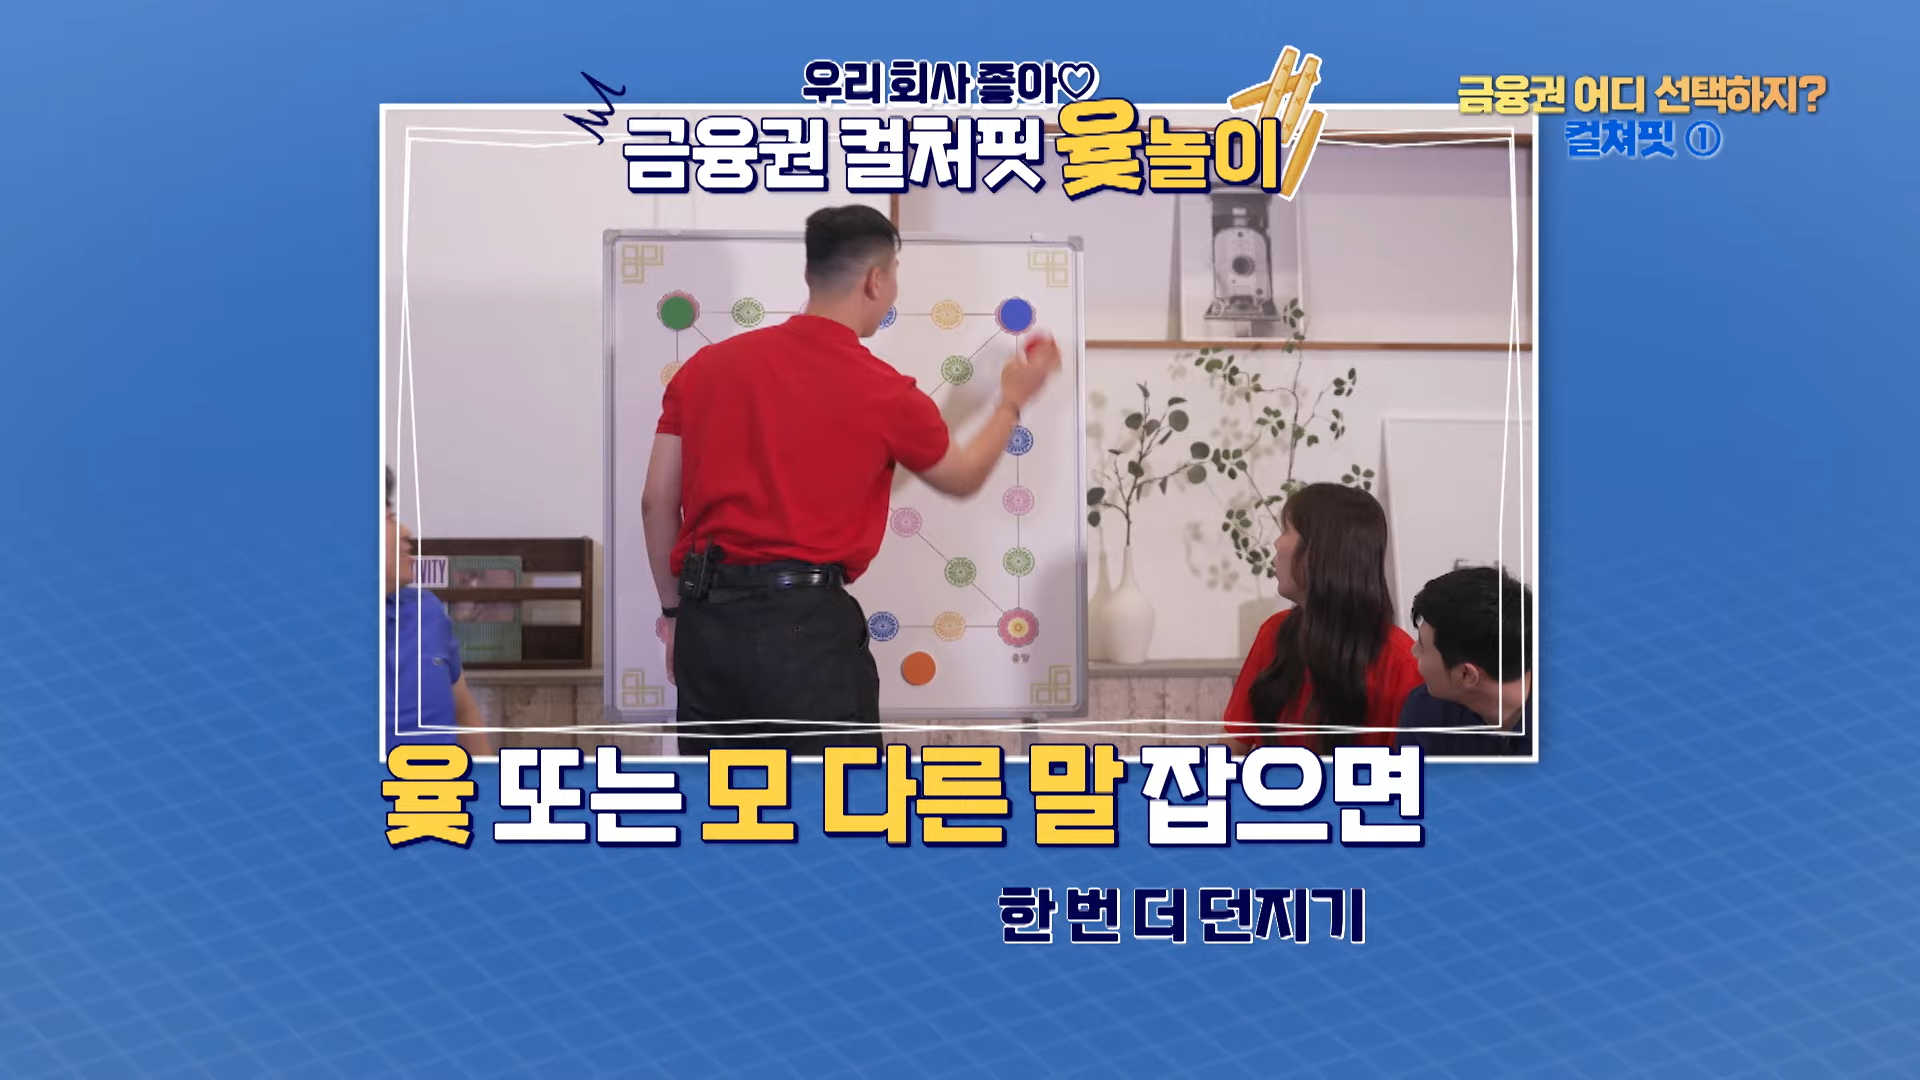 우리 회사 좋아♡
금융권 컬처핏 윷놀이
금융권 어디 선택하지?
컬쳐핏 ①
출발
윷 또는 모 다른 말 잡으면
한 번 더 던지기